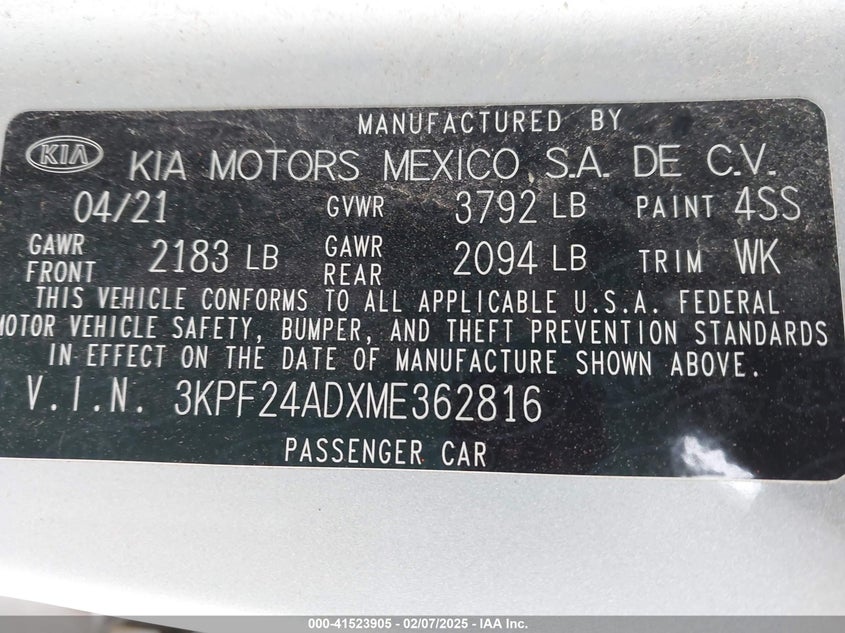 MANUFACTURED BY
KIA KIA MOTORS MEXICO, S.A. DE C.V.
04/21 GVWR 3792 LB PAINT 4SS
GAWR FRONT 2183 LB GAWR REAR 2094 LB TRIM WK
THIS VEHICLE CONFORMS TO ALL APPLICABLE U.S.A. FEDERAL
MOTOR VEHICLE SAFETY, BUMPER, AND THEFT PREVENTION STANDARDS
IN EFFECT ON THE DATE OF MANUFACTURE SHOWN ABOVE.
V.I.N. 3KPF24ADXME362816
PASSENGER CAR
000-41523905 - 02/07/2025 - IAA Inc.